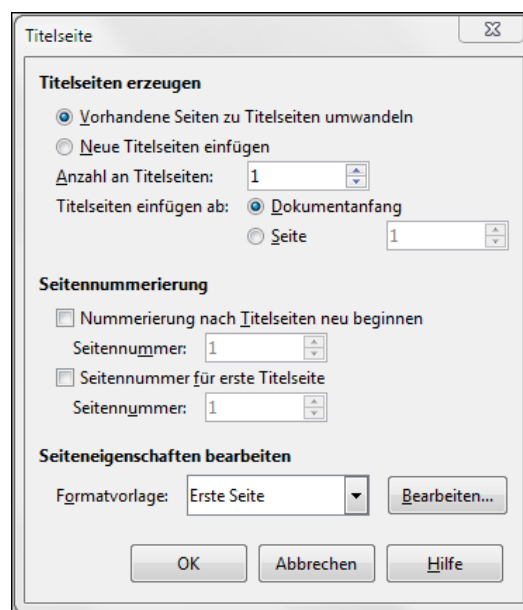 Titelseite
Titelseiten erzeugen
Vorhandene Seiten zu Titelseiten umwandeln
Neue Titelseiten einfügen
Anzahl an Titelseiten: 1
Titelseiten einfügen ab: Dokumentanfang
Seite 1
Seitennummerierung
Nummerierung nach Titelseiten neu beginnen
Seitennummer: 1
Seitennummer für erste Titelseite
Seitennummer: 1
Seiteneigenschaften bearbeiten
Formatvorlage: Erste Seite Bearbeiten...
OK Abbrechen Hilfe